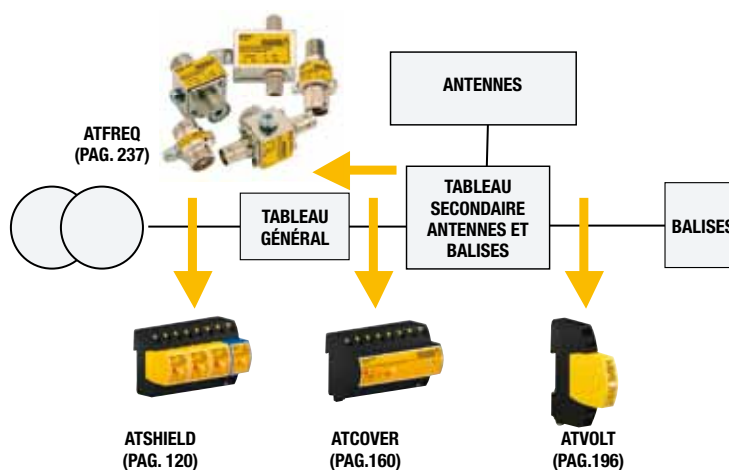 ANTENNES
ATFREQ
(PAG. 237)
TABLEAU
GÉNÉRAL
TABLEAU
SECONDAIRE
ANTENNES ET
BALISES
BALISES
ATSHIELD
(PAG. 120)
ATCOVER
(PAG.160)
ATVOLT
(PAG.196)